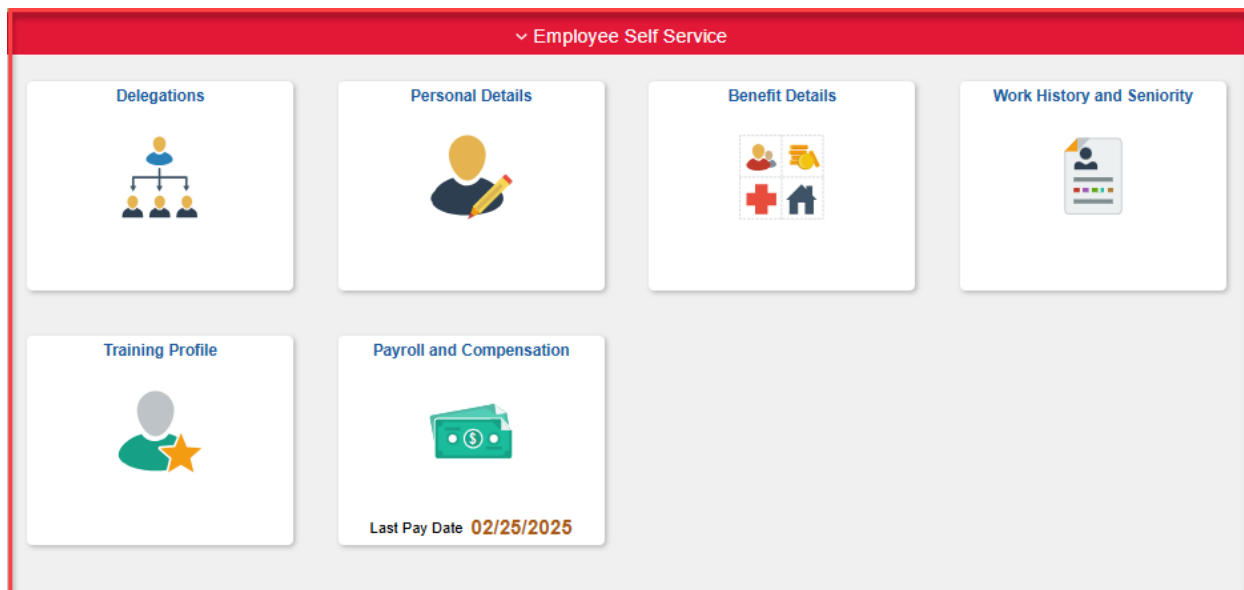 Employee Self Service
Delegations
Personal Details
Benefit Details
Work History and Seniority
Training Profile
Payroll and Compensation
$
Last Pay Date 02/25/2025